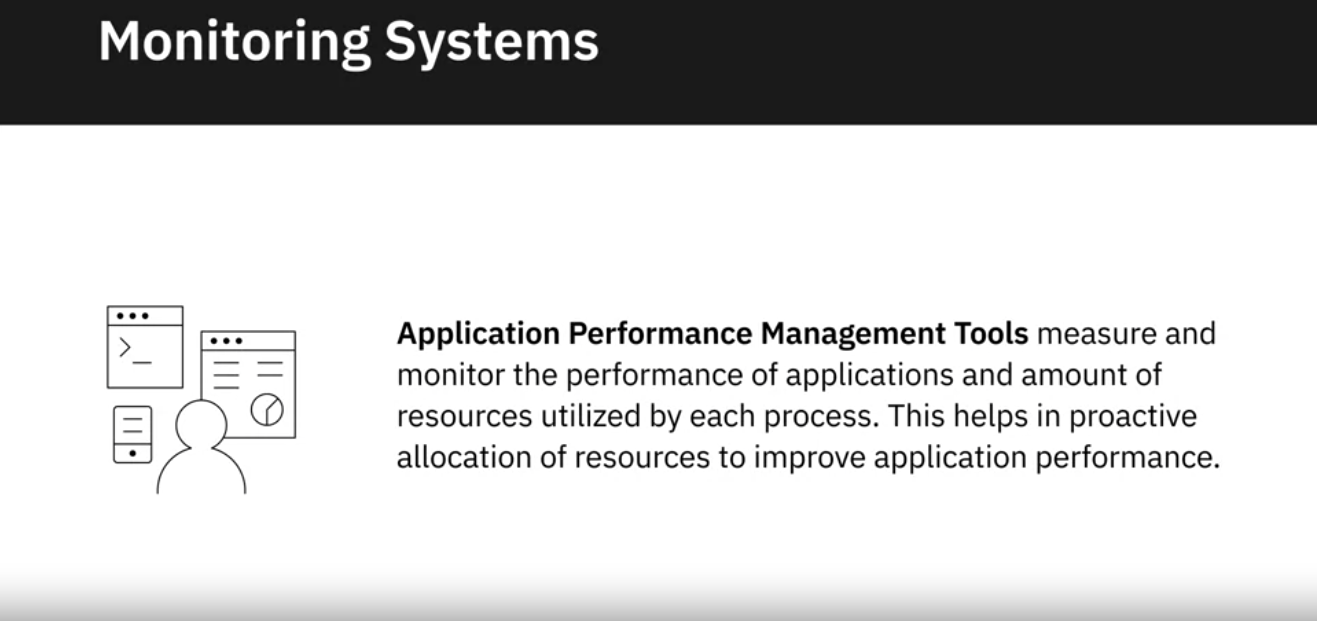 Monitoring Systems
Application Performance Management Tools measure and
monitor the performance of applications and amount of
resources utilized by each process. This helps in proactive
allocation of resources to improve application performance.